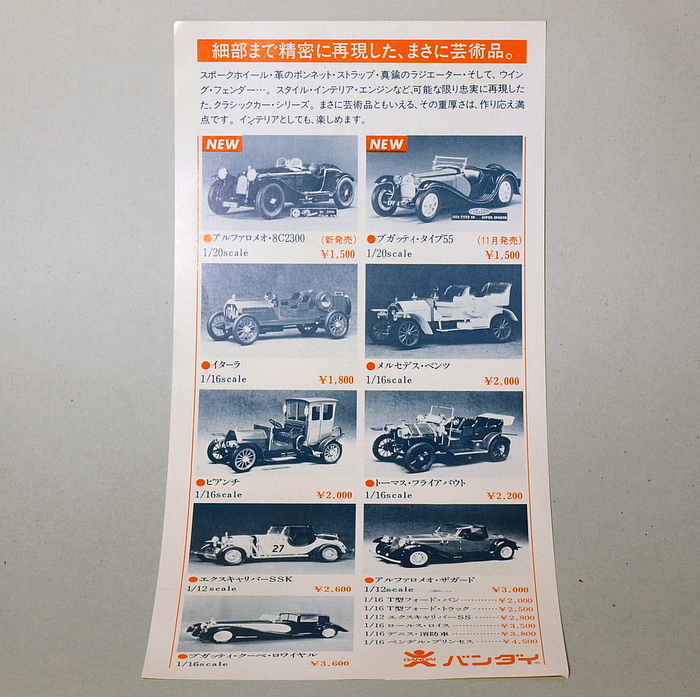 細部まで精密に再現した、まさに芸術品。
スポークホイール・革のボンネット・ストラップ・真鍮のラジエーター・そして、ウイン
グ・フェンダー…。スタイル・インテリア・エンジンなど、可能な限り忠実に再現し
た、クラシックカー・シリーズ。まさに芸術品ともいえる、その重厚さは、作り応え満
点です。インテリアとしても、楽しめます。
NEW
●アルファロメオ・8C2300 (新発売)
1/20scale ¥1,500
NEW
●ブガッティ・タイプ55 (11月発売)
1/20scale ¥1,500
●イターラ
1/16scale ¥1,800
●メルセデス・ベンツ
1/16scale ¥2,000
●ビアンチ
1/16scale ¥2,000
●トーマス・フライアバウト
1/16scale ¥2,200
27
●エクスキャリバーSSK
1/12scale ¥2,600
●アルファロメオ・ザガード
1/12scale ¥3,000
●ブガッティ・クーペ・ロワイヤル
1/16scale ¥3,600
1/16 T型フォード・バン ¥2,000
1/16 T型フォード・トラック ¥2,500
1/12 エクスキャリバーSS ¥2,800
1/16 ロールス・ロイス ¥3,500
1/16 デニス・消防車 ¥3,800
1/16 ペンデル・プリンセス ¥4,500
BANDAI バンダイ